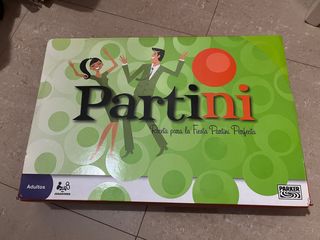 Partini
Receta para la Fiesta Partini Perfecta
Adultos
PARKER